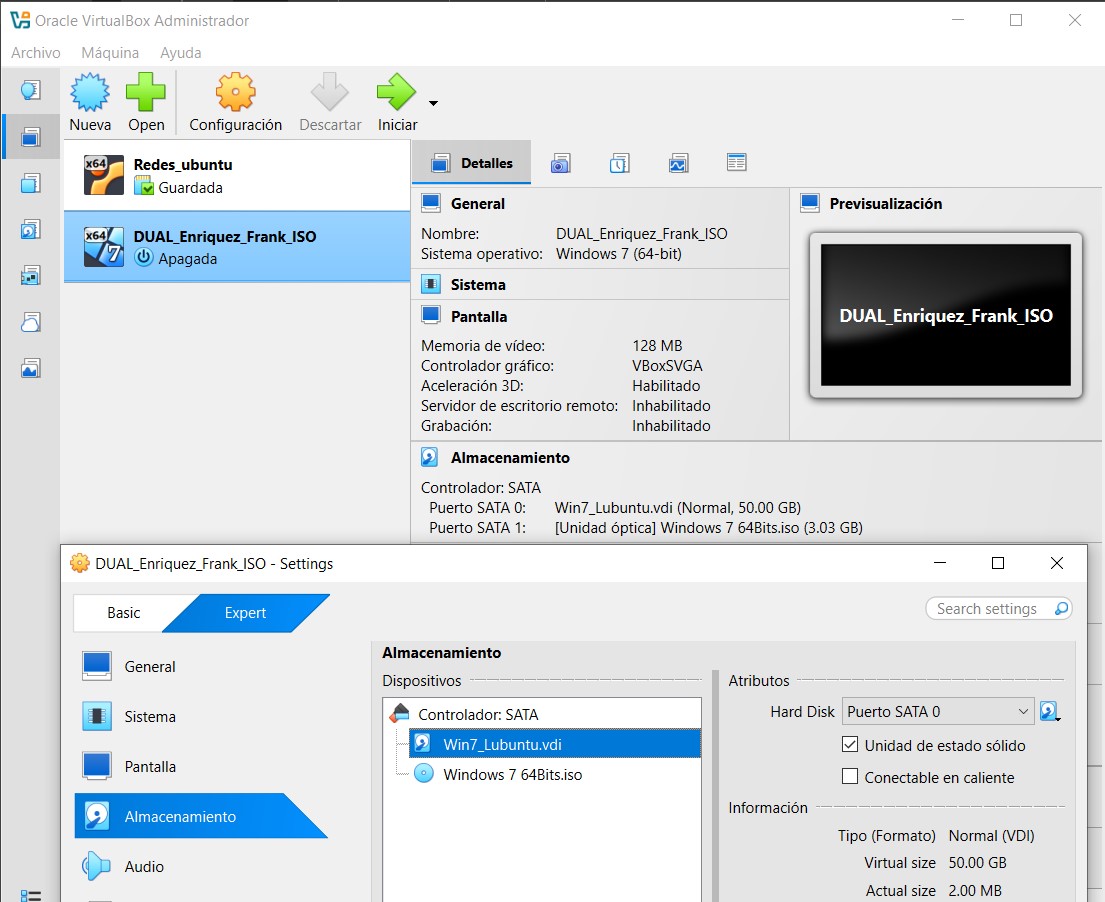 Oracle VirtualBox Administrador
Archivo Máquina Ayuda
Nueva Open Configuración Descartar Iniciar
x64 Redes_ubuntu
Guardada
x64 7 DUAL_Enriquez_Frank_ISO
Apagada
Detalles
General
Nombre: DUAL_Enriquez_Frank_ISO
Sistema operativo: Windows 7 (64-bit)
Sistema
Pantalla
Memoria de vídeo: 128 MB
Controlador gráfico: VBoxSVGA
Aceleración 3D: Habilitado
Servidor de escritorio remoto: Inhabilitado
Grabación: Inhabilitado
Previsualización
DUAL_Enriquez_Frank_ISO
Almacenamiento
Controlador: SATA
Puerto SATA 0: Win7_Lubuntu.vdi (Normal, 50.00 GB)
Puerto SATA 1: [Unidad óptica] Windows 7 64Bits.iso (3.03 GB)
DUAL_Enriquez_Frank_ISO - Settings
Basic Expert
Search settings
General
Sistema
Pantalla
Almacenamiento
Audio
Almacenamiento
Dispositivos
Controlador: SATA
Win7_Lubuntu.vdi
Windows 7 64Bits.iso
Atributos
Hard Disk Puerto SATA 0
Unidad de estado sólido
Conectable en caliente
Información
Tipo (Formato) Normal (VDI)
Virtual size 50.00 GB
Actual size 2.00 MB